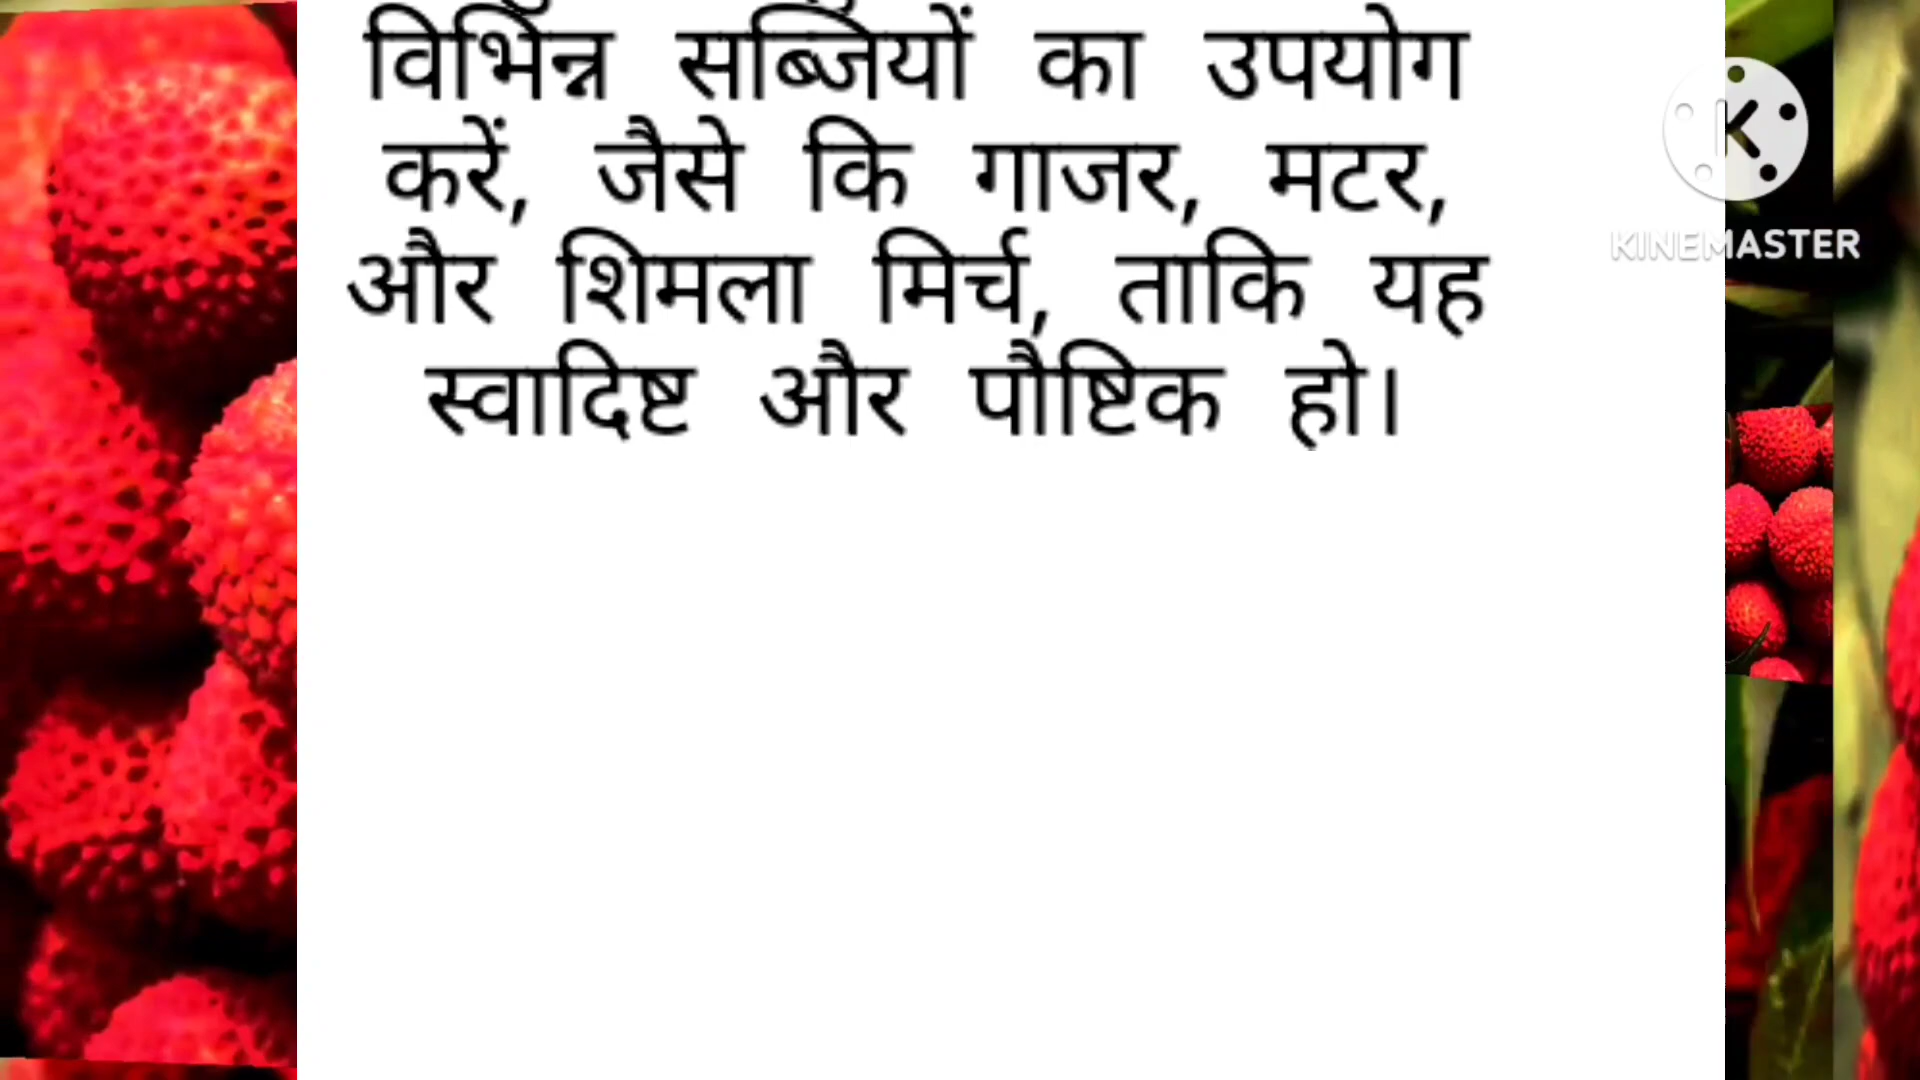 विभिन्न सब्जियों का उपयोग
करें, जैसे कि गाजर, मटर,
और शिमला मिर्च, ताकि यह
स्वादिष्ट और पौष्टिक हो।
K
KINEMASTER